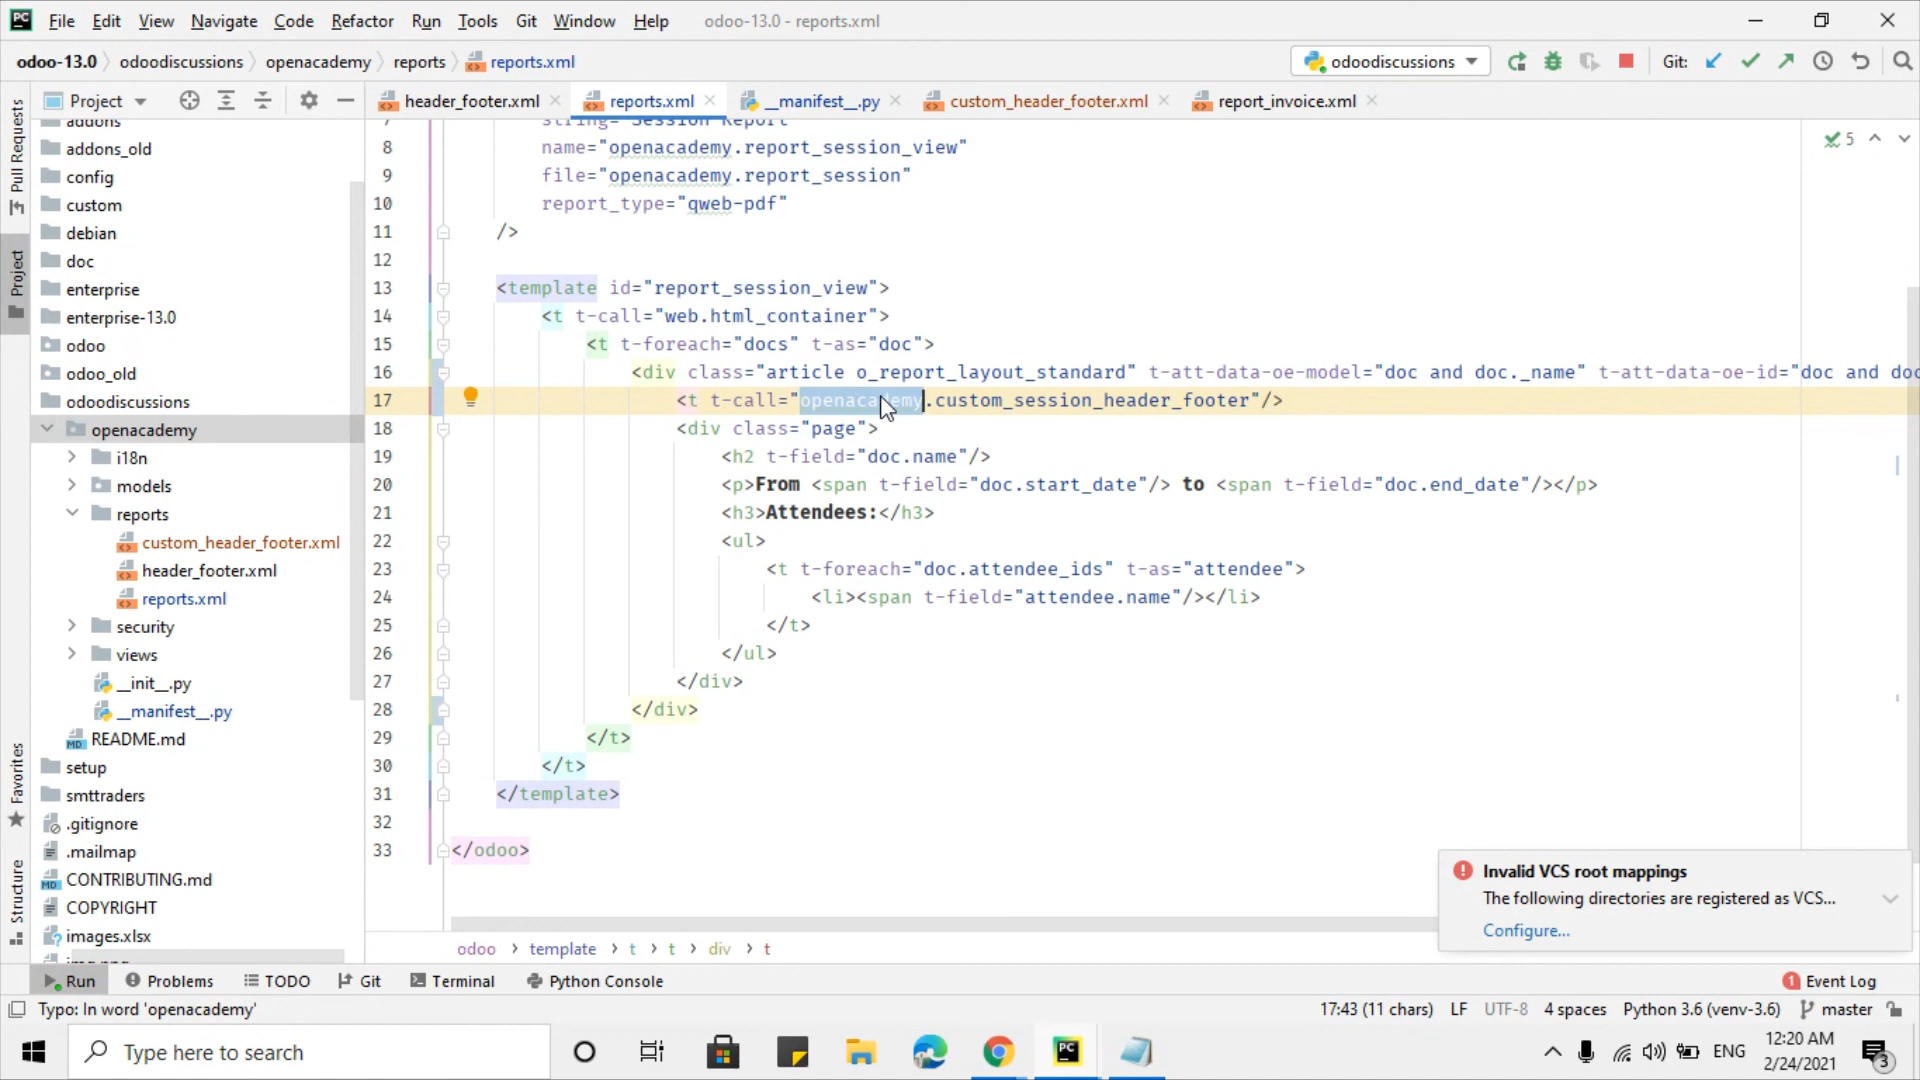 PC File Edit View Navigate Code Refactor Run Tools Git Window Help odoo-13.0 - reports.xml
odoo-13.0 odoodiscussions openacademy reports reports.xml odoodiscussions Git:
Project header_footer.xml reports.xml __manifest__.py custom_header_footer.xml report_invoice.xml
Pull Requests
Project
Favorites
Structure
addons
addons_old
config
custom
debian
doc
enterprise
enterprise-13.0
odoo
odoo_old
odoodiscussions
openacademy
i18n
models
reports
custom_header_footer.xml
header_footer.xml
reports.xml
security
views
__init__.py
__manifest__.py
README.md
setup
smttraders
.gitignore
.mailmap
CONTRIBUTING.md
COPYRIGHT
images.xlsx
5
7 string="Session Report"
8 name="openacademy.report_session_view"
9 file="openacademy.report_session"
10 report_type="qweb-pdf"
11 />
12
13 <template id="report_session_view">
14 <t t-call="web.html_container">
15 <t t-foreach="docs" t-as="doc">
16 <div class="article o_report_layout_standard" t-att-data-oe-model="doc and doc._name" t-att-data-oe-id="doc and doc
17 <t t-call="openacademy.custom_session_header_footer"/>
18 <div class="page">
19 <h2 t-field="doc.name"/>
20 <p>From <span t-field="doc.start_date"/> to <span t-field="doc.end_date"/></p>
21 <h3>Attendees:</h3>
22 <ul>
23 <t t-foreach="doc.attendee_ids" t-as="attendee">
24 <li><span t-field="attendee.name"/></li>
25 </t>
26 </ul>
27 </div>
28 </div>
29 </t>
30 </t>
31 </template>
32
33 </odoo>
Invalid VCS root mappings
The following directories are registered as VCS...
Configure...
odoo template t t div t
Run Problems TODO Git Terminal Python Console 1 Event Log
Typo: In word 'openacademy' 17:43 (11 chars) LF UTF-8 4 spaces Python 3.6 (venv-3.6) master
Type here to search PC ENG 12:20 AM
2/24/2021 3